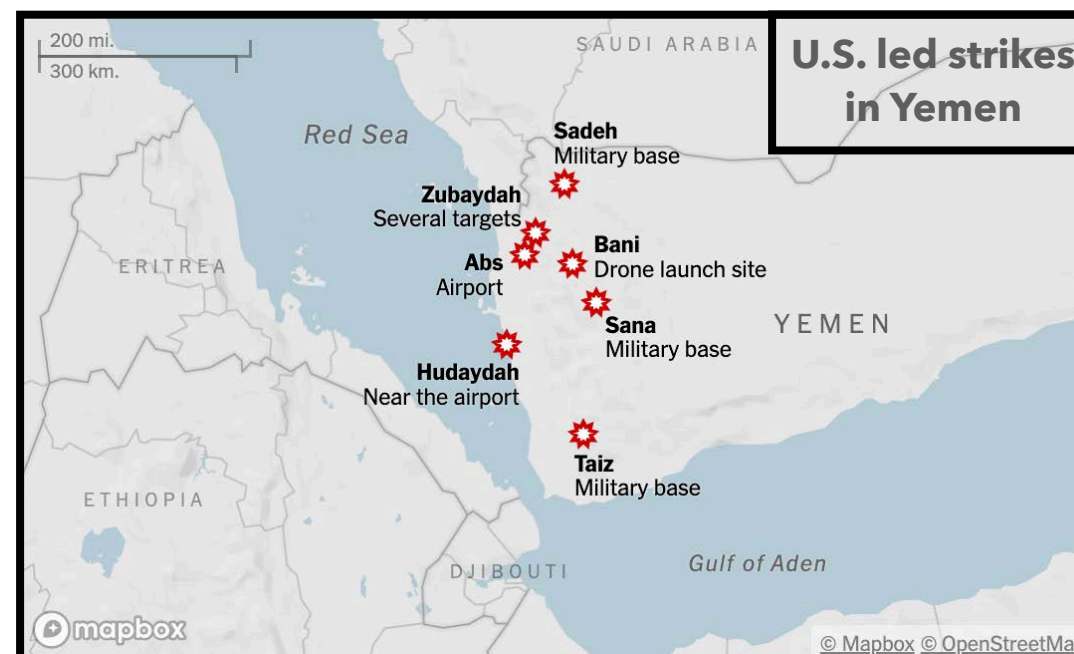 200 mi.
300 km.
SAUDI ARABIA
U.S. led strikes
in Yemen
Red Sea
Sadeh
Military base
Zubaydah
Several targets
Abs
Airport
Bani
Drone launch site
ERITREA
Sana
Military base
YEMEN
Hudaydah
Near the airport
Taiz
Military base
ETHIOPIA
DJIBOUTI
Gulf of Aden
mapbox
© Mapbox © OpenStreetMa